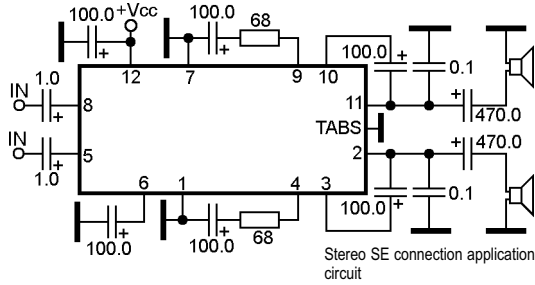 100.0 +Vcc 68
+ +
12 7 9 10
100.0 + 0.1
1.0
IN 8 11 + 470.0
+
TABS
IN 5 2 + 470.0
1.0 +
6 1 4 3
100.0 + 0.1
+ +
100.0 100.0 68
Stereo SE connection application
circuit